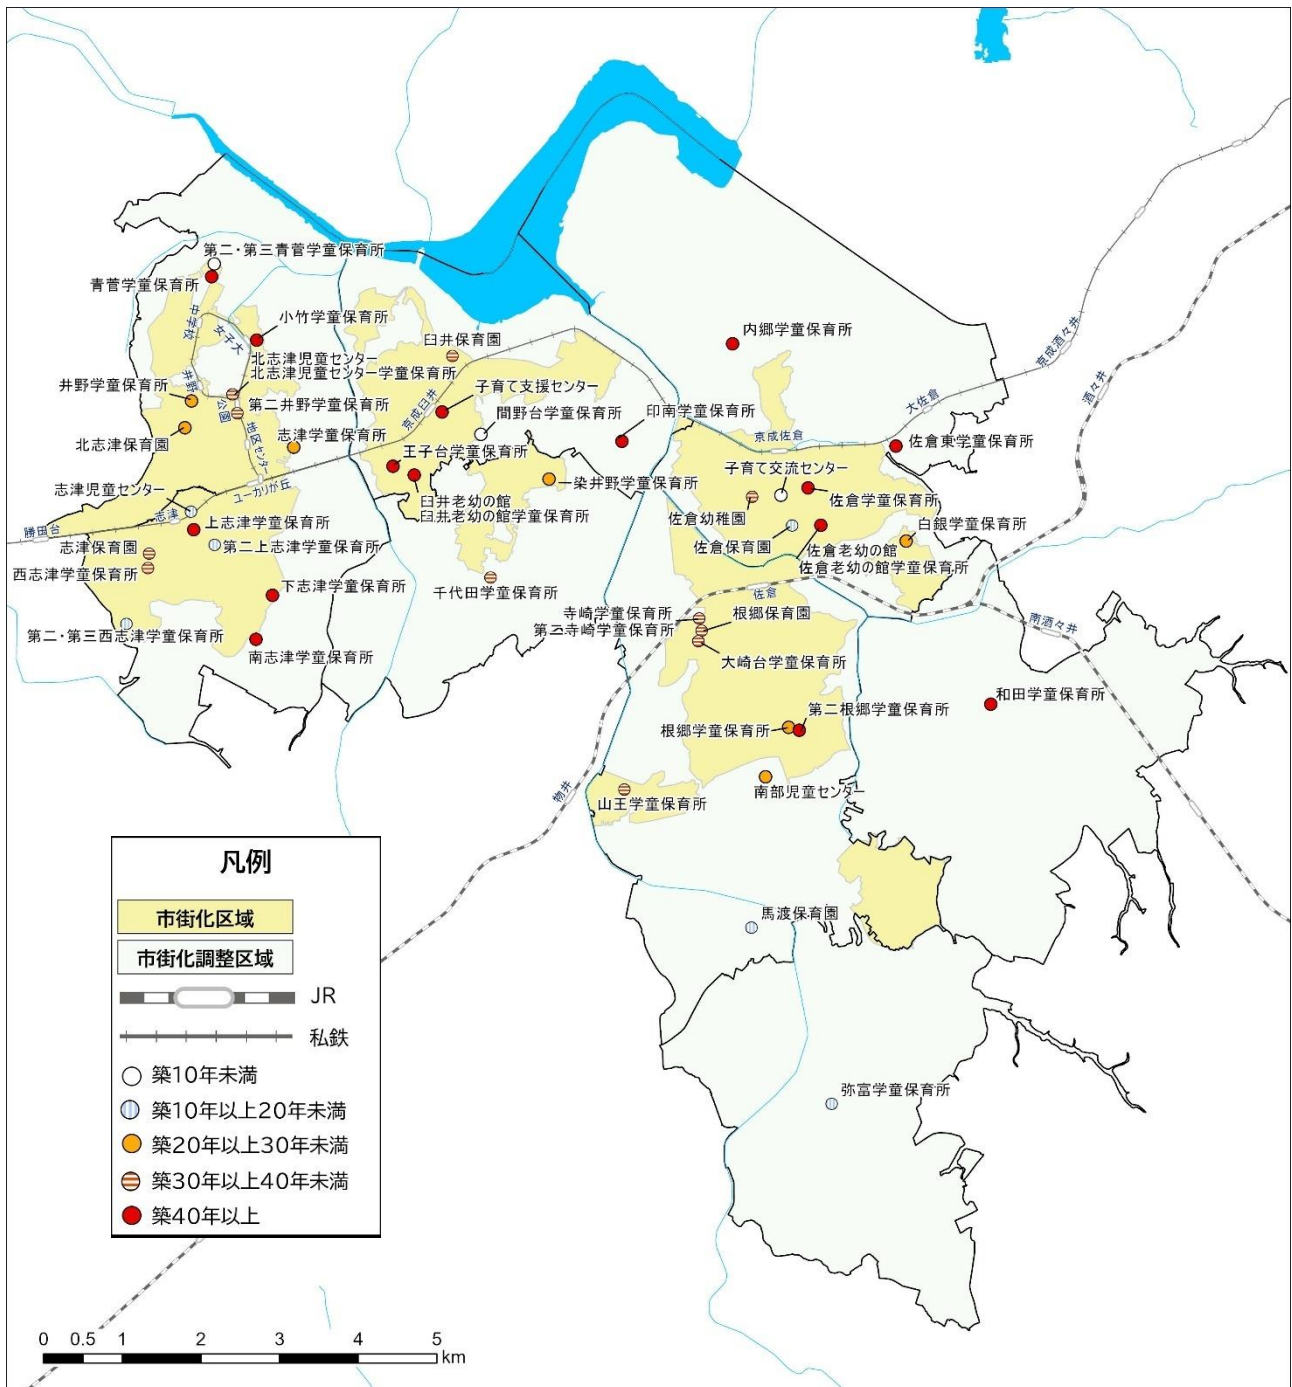 第二・第三青菅学童保育所
青菅学童保育所
中学校
女子大
小竹学童保育所
臼井保育園
内郷学童保育所
京成酒々井
酒々井
北志津児童センター
北志津児童センター学童保育所
井野学童保育所
井野
公園
第二井野学童保育所
地区センター
京成臼井
子育て支援センター
間野台学童保育所
印南学童保育所
大佐倉
京成佐倉
佐倉東学童保育所
北志津保育園
志津学童保育所
王子台学童保育所
子育て交流センター
志津児童センター
ユーカリが丘
臼井老幼の館
臼井老幼の館学童保育所
染井野学童保育所
佐倉幼稚園
佐倉学童保育所
勝田台
志津
上志津学童保育所
佐倉保育園
白銀学童保育所
志津保育園
第二上志津学童保育所
佐倉老幼の館
佐倉老幼の館学童保育所
西志津学童保育所
下志津学童保育所
千代田学童保育所
佐倉
寺崎学童保育所
根郷保育園
第二寺崎学童保育所
南酒々井
第二・第三西志津学童保育所
南志津学童保育所
大崎台学童保育所
和田学童保育所
第二根郷学童保育所
根郷学童保育所
物井
山王学童保育所
南部児童センター
馬渡保育園
弥富学童保育所
凡例
市街化区域
市街化調整区域
JR
私鉄
築10年未満
築10年以上20年未満
築20年以上30年未満
築30年以上40年未満
築40年以上
0 0.5 1 2 3 4 5
km